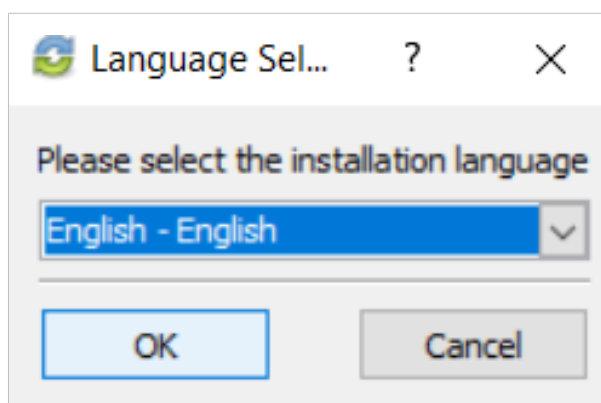 Language Sel... ?
Please select the installation language
English - English
OK Cancel